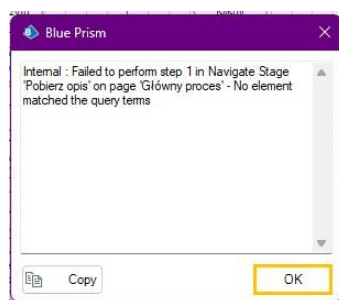 Blue Prism
Internal : Failed to perform step 1 in Navigate Stage
'Pobierz opis' on page 'Główny proces' - No element
matched the query terms
Copy
OK